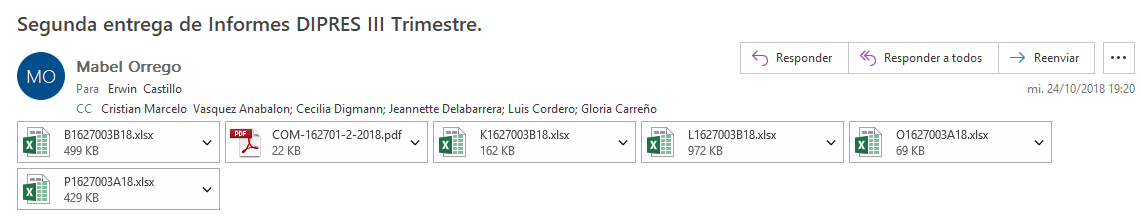 Segunda entrega de Informes DIPRES III Trimestre.
Responder Responder a todos Reenviar
MO Mabel Orrego
Para Erwin Castillo
mi. 24/10/2018 19:20
CC Cristian Marcelo Vasquez Anabalon; Cecilia Digmann; Jeannette Delabarrera; Luis Cordero; Gloria Carreño
B1627003B18.xlsx COM-162701-2-2018.pdf K1627003B18.xlsx L1627003B18.xlsx O1627003A18.xlsx
499 KB 22 KB 162 KB 972 KB 69 KB
P1627003A18.xlsx
429 KB